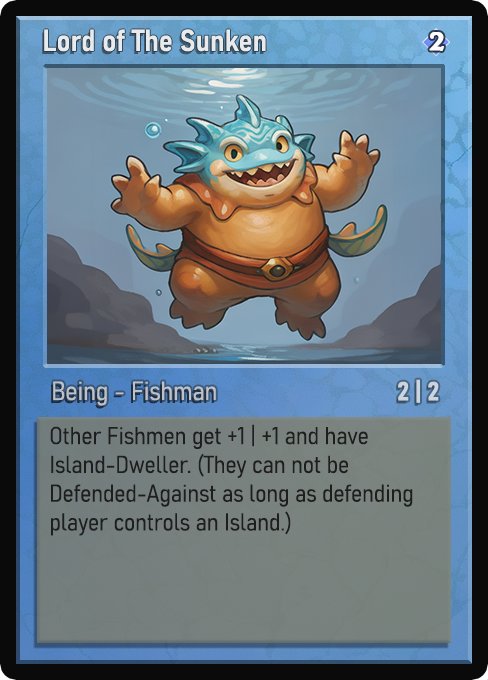 Lord of The Sunken 2
Being - Fishman 2|2
Other Fishmen get +1 | +1 and have
Island-Dweller. (They can not be
Defended-Against as long as defending
player controls an Island.)